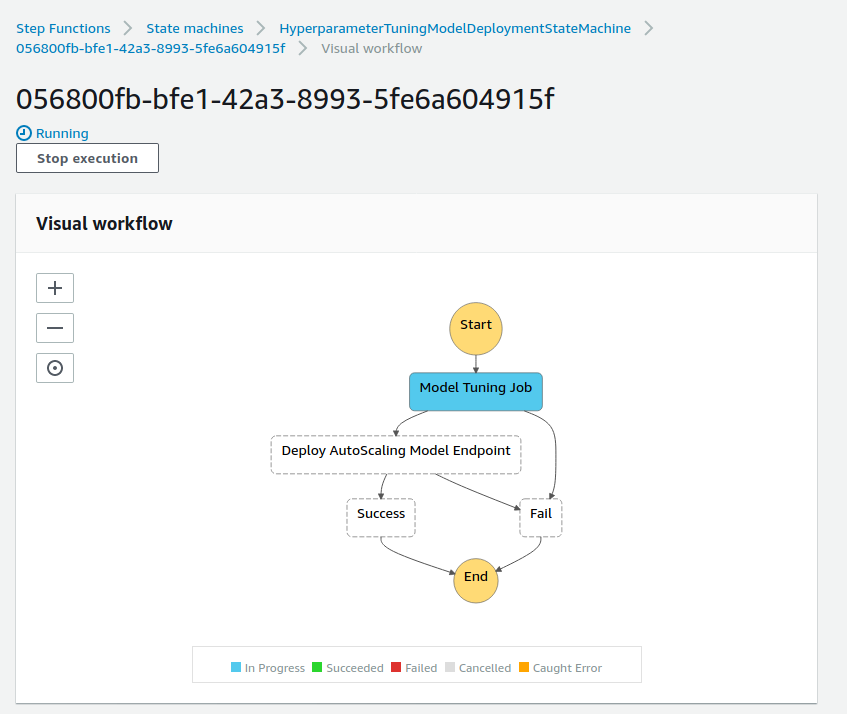 Step Functions > State machines > HyperparameterTuningModelDeploymentStateMachine >
056800fb-bfe1-42a3-8993-5fe6a604915f > Visual workflow
056800fb-bfe1-42a3-8993-5fe6a604915f
Running
Stop execution
Visual workflow
Start
Model Tuning Job
Deploy AutoScaling Model Endpoint
Success Fail
End
In Progress Succeeded Failed Cancelled Caught Error